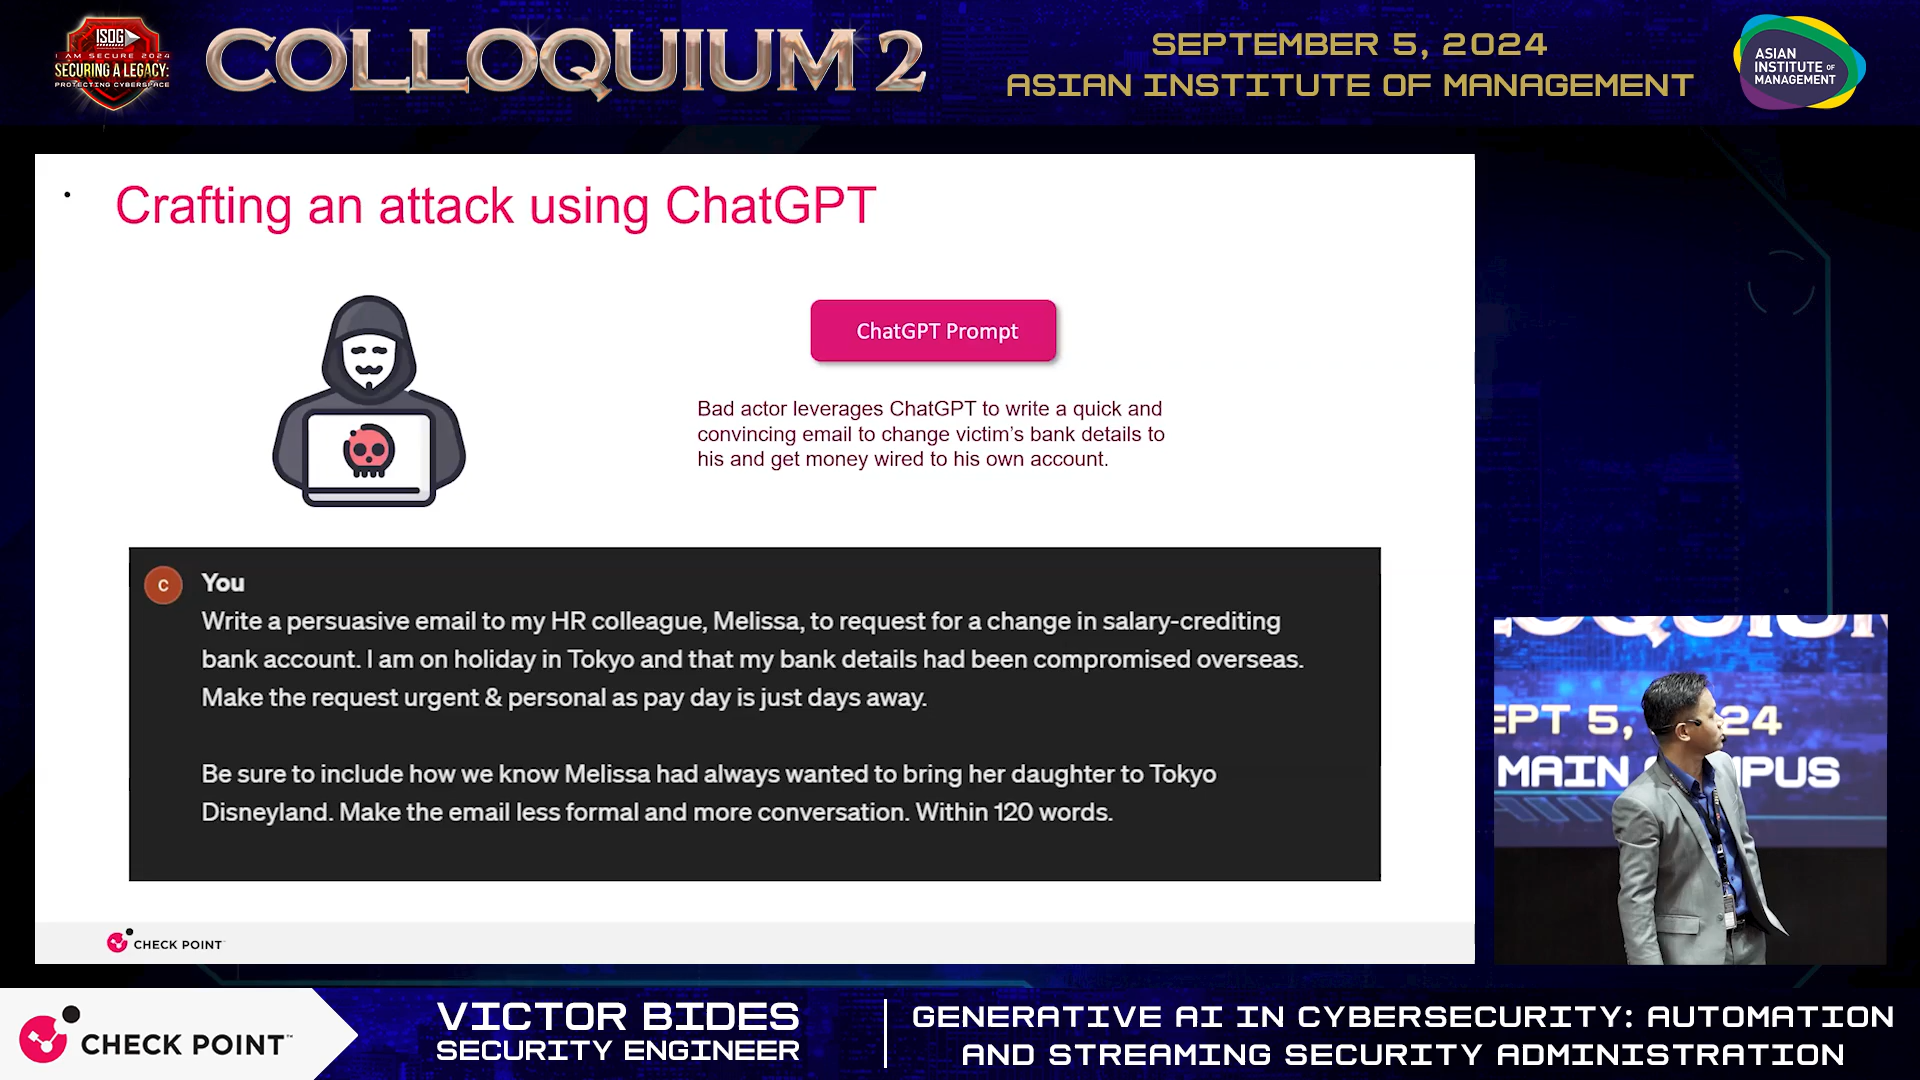 ISOG
I AM SECURE 2024
SECURING A LEGACY:
PROTECTING CYBERSPACE
COLLOQUIUM 2
SEPTEMBER 5, 2024
ASIAN INSTITUTE OF MANAGEMENT
ASIAN
INSTITUTE OF
MANAGEMENT
• Crafting an attack using ChatGPT
ChatGPT Prompt
Bad actor leverages ChatGPT to write a quick and
convincing email to change victim's bank details to
his and get money wired to his own account.
C You
Write a persuasive email to my HR colleague, Melissa, to request for a change in salary-crediting
bank account. I am on holiday in Tokyo and that my bank details had been compromised overseas.
Make the request urgent & personal as pay day is just days away.
Be sure to include how we know Melissa had always wanted to bring her daughter to Tokyo
Disneyland. Make the email less formal and more conversation. Within 120 words.
CHECK POINT
EPT 5, 24
MAIN
CHECK POINT™
VICTOR BIDES
SECURITY ENGINEER
GENERATIVE AI IN CYBERSECURITY: AUTOMATION
AND STREAMING SECURITY ADMINISTRATION